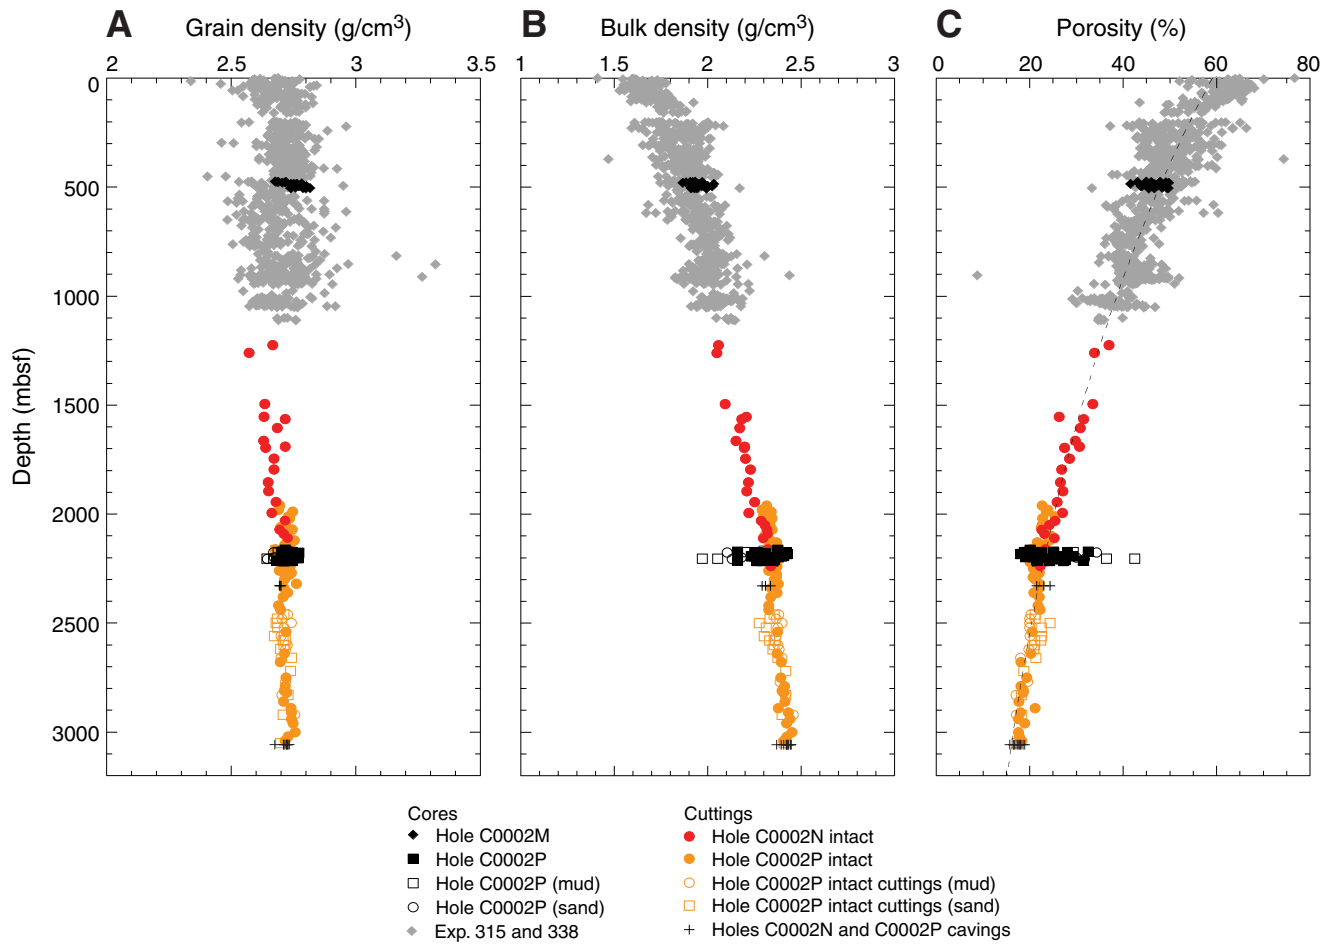 A Grain density (g/cm³)
2 2.5 3 3.5
B Bulk density (g/cm³)
1 1.5 2 2.5 3
C Porosity (%)
0 20 40 60 80
Depth (mbsf)
0
500
1000
1500
2000
2500
3000
Cores
Hole C0002M
Hole C0002P
Hole C0002P (mud)
Hole C0002P (sand)
Exp. 315 and 338
Cuttings
Hole C0002N intact
Hole C0002P intact
Hole C0002P intact cuttings (mud)
Hole C0002P intact cuttings (sand)
Holes C0002N and C0002P cavings